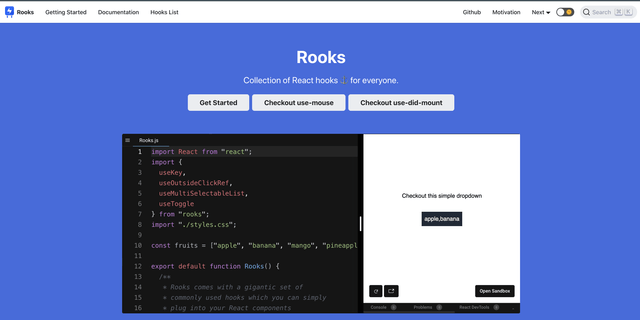 Rooks
Getting Started
Documentation
Hooks List
Github
Motivation
Next
Search
⌘
K
Rooks
Collection of React hooks ⚓ for everyone.
Get Started
Checkout use-mouse
Checkout use-did-mount
Rooks.js
1 import React from "react";
2 import {
3 useKey,
4 useOutsideClickRef,
5 useMultiSelectableList,
6 useToggle
7 } from "rooks";
8 import "./styles.css";
9
10 const fruits = ["apple", "banana", "mango", "pineappl
11
12 export default function Rooks() {
13 /**
14 * Rooks comes with a gigantic set of
15 * commonly used hooks which you can simply
16 * plug into your React components
Checkout this simple dropdown
apple,banana
Open Sandbox
Console
Problems
React DevTools